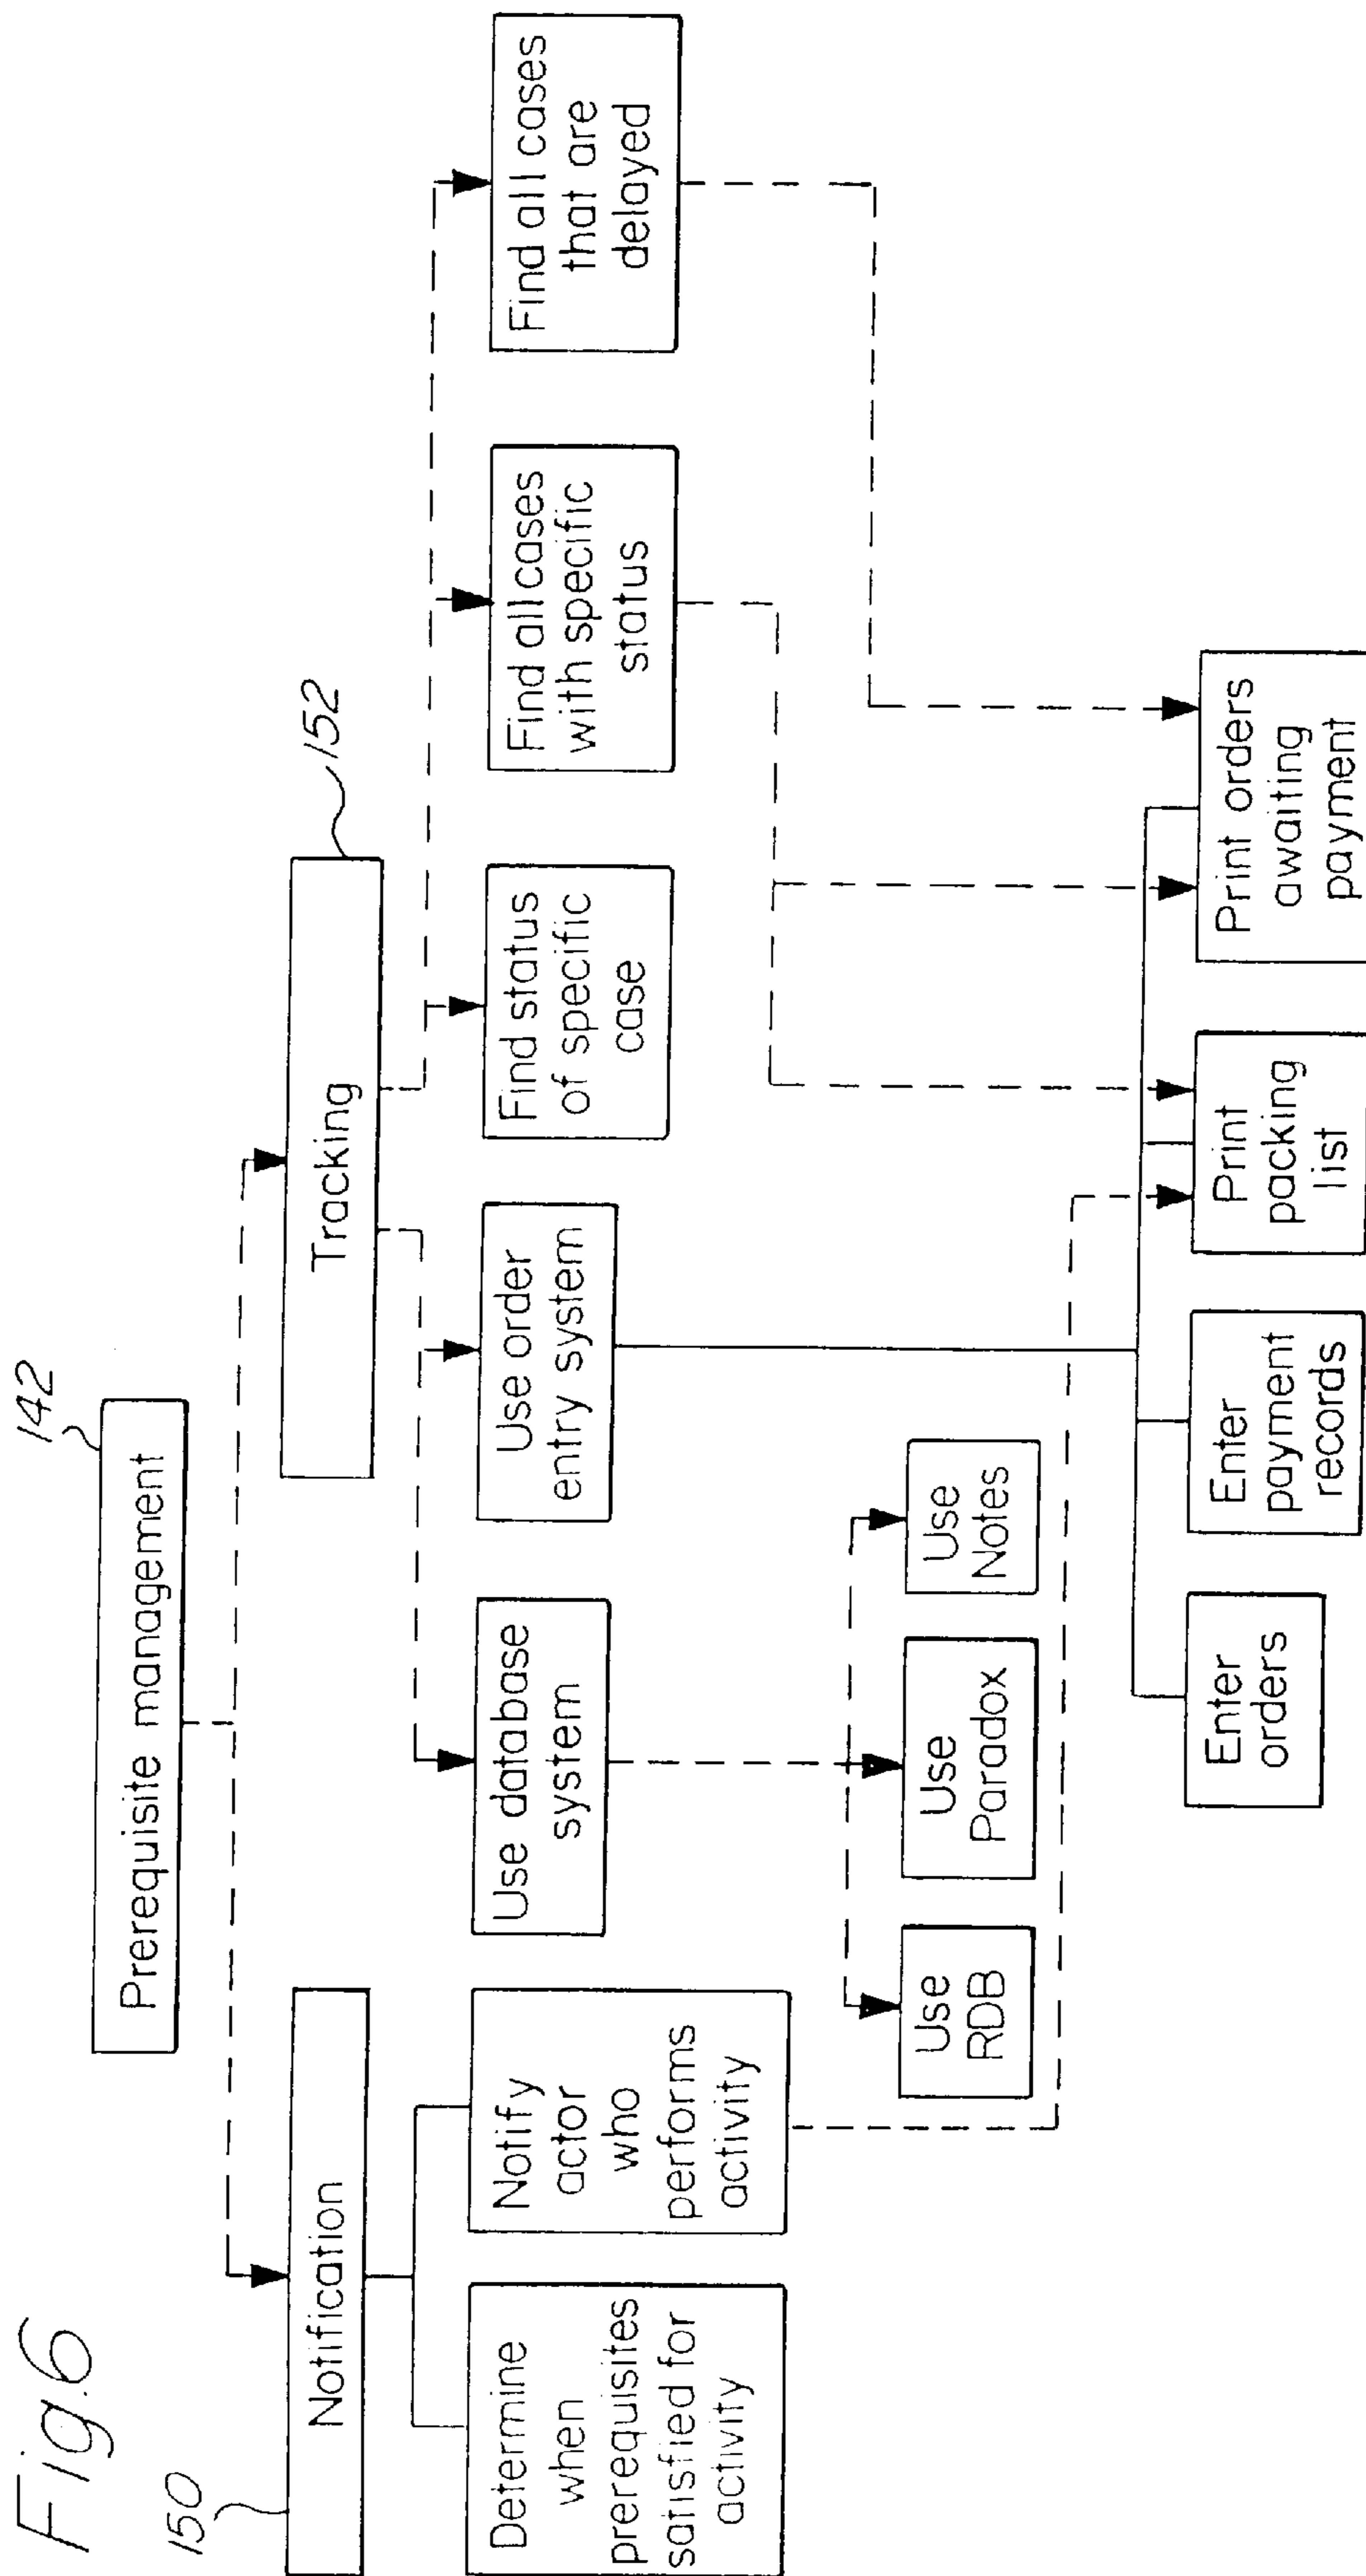 Fig.6
142
Prerequisite management
150
Notification
152
Tracking
Determine
when
prerequisites
satisfied for
activity
Notify
actor
who
performs
activity
Use database
system
Use order
entry system
Find status
of specific
case
Find all cases
with specific
status
Find all cases
that are
delayed
Use
RDB
Use
Paradox
Use
Notes
Enter
orders
Enter
payment
records
Print
packing
list
Print orders
awaiting
payment